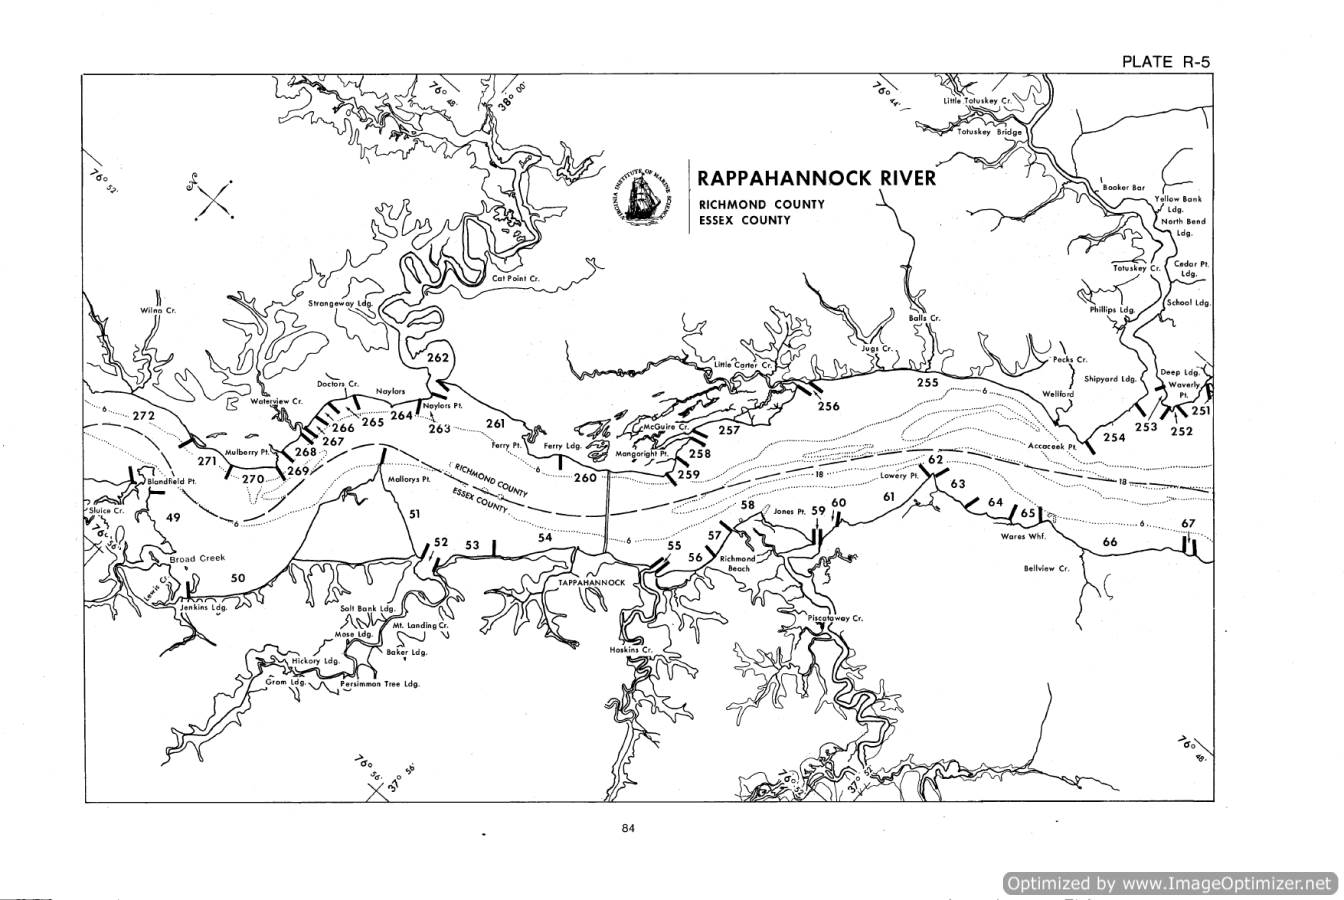 PLATE R-5
76° 48'
38° 00'
76° 44'
76° 52'
Little Totuskey Cr.
Totuskey Bridge
VIRGINIA INSTITUTE OF MARINE SCIENCE
RAPPAHANNOCK RIVER
RICHMOND COUNTY
ESSEX COUNTY
Booker Bar
Yellow Bank
Ldg.
North Bend
Ldg.
Cat Point Cr.
Totuskey Cr.
Cedar Pt.
Ldg.
Strangeway Ldg.
Wilna Cr.
Phillips Ldg.
School Ldg.
Balls Cr.
Jugs Cr.
262
Little Carter Cr.
Pecks Cr.
Deep Ldg.
Shipyard Ldg.
Waverly
Pt.
Doctors Cr.
Naylors
255
6
Wellford
Waterview Cr.
Naylors Pt.
256
251
6
272
264
265
266
263
261
McGuire Cr.
257
253
252
254
267
Ferry Pt.
Ferry Ldg.
Accaceek Pt.
268
Mulberry Pt.
Mangoright Pt.
258
271
269
6
RICHMOND COUNTY
260
259
62
Lowery Pt.
18
18
270
Blandfield Pt.
Mallorys Pt.
63
ESSEX COUNTY
61
64
65
Sluice Cr.
49
6
51
58
Jones Pt.
59
60
67
6
76° 56'
52
53
54
6
55
56
57
Wares Whf.
66
Broad Creek
Richmond
Beach
Bellview Cr.
50
TAPPAHANNOCK
Lewis Cr.
Jenkins Ldg.
Salt Bank Ldg.
Mt. Landing Cr.
Piscataway Cr.
Mose Ldg.
Baker Ldg.
Hoskins Cr.
Hickory Ldg.
Gram Ldg.
Persimmon Tree Ldg.
76° 48'
76° 56'
37° 56'
76° 52'
37° 52'
84
Optimized by www.ImageOptimizer.net